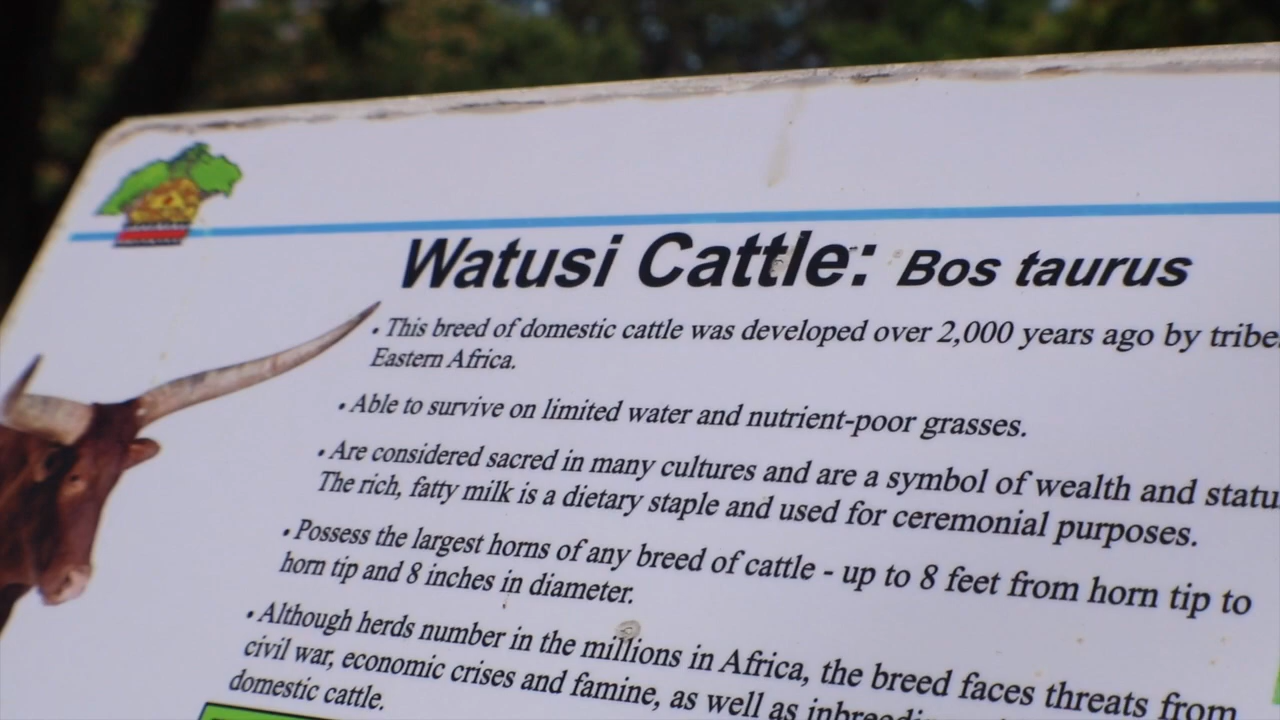 Watusi Cattle: Bos taurus
• This breed of domestic cattle was developed over 2,000 years ago by
Eastern Africa.
• Able to survive on limited water and nutrient-poor grasses.
• Are considered sacred in many cultures and are a symbol of wealth and
The rich, fatty milk is a dietary staple and used for ceremonial purposes.
• Possess the largest horns of any breed of cattle - up to 8 feet from horn tip to
horn tip and 8 inches in diameter.
• Although herds number in the millions in Africa, the breed faces threats from
civil war, economic crises and famine, as well as
domestic cattle.